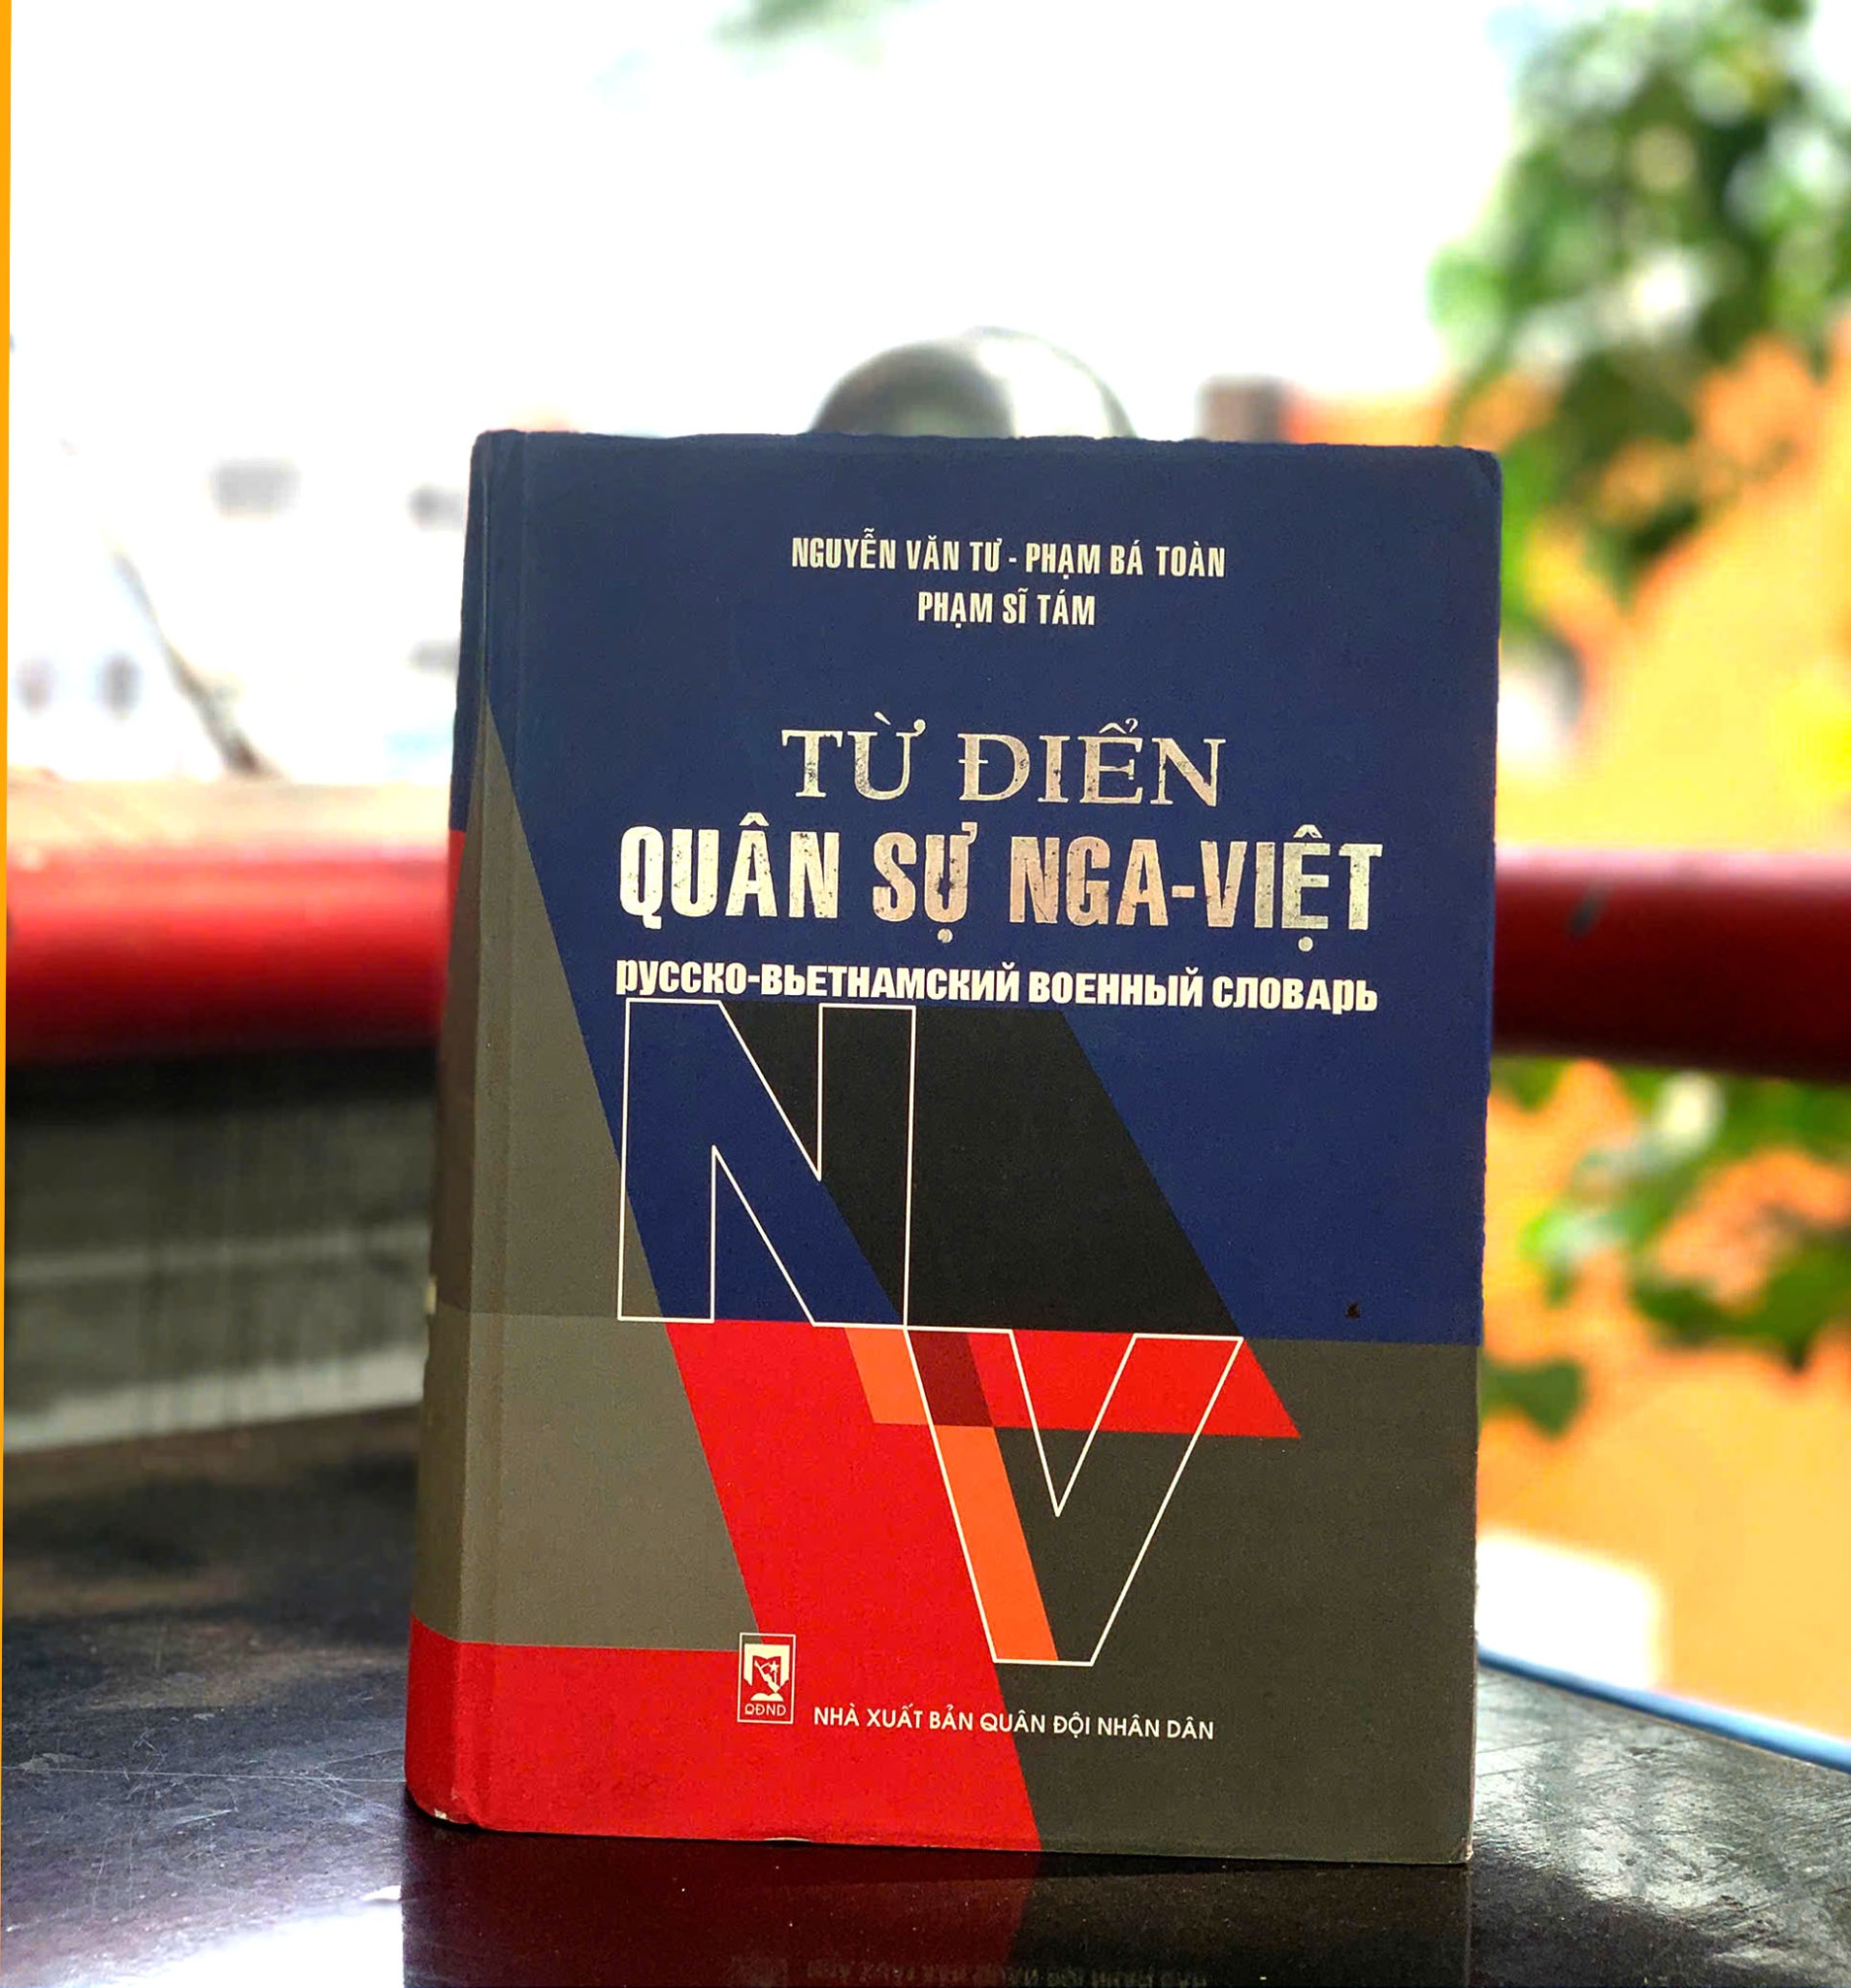 NGUYỄN VĂN TƯ - PHẠM BÁ TOÀN
PHẠM SĨ TÁM
TỪ ĐIỂN
QUÂN SỰ NGA-VIỆT
РУССКО-ВЬЕТНАМСКИЙ ВОЕННЫЙ СЛОВАРЬ
N
V
QĐND
NHÀ XUẤT BẢN QUÂN ĐỘI NHÂN DÂN